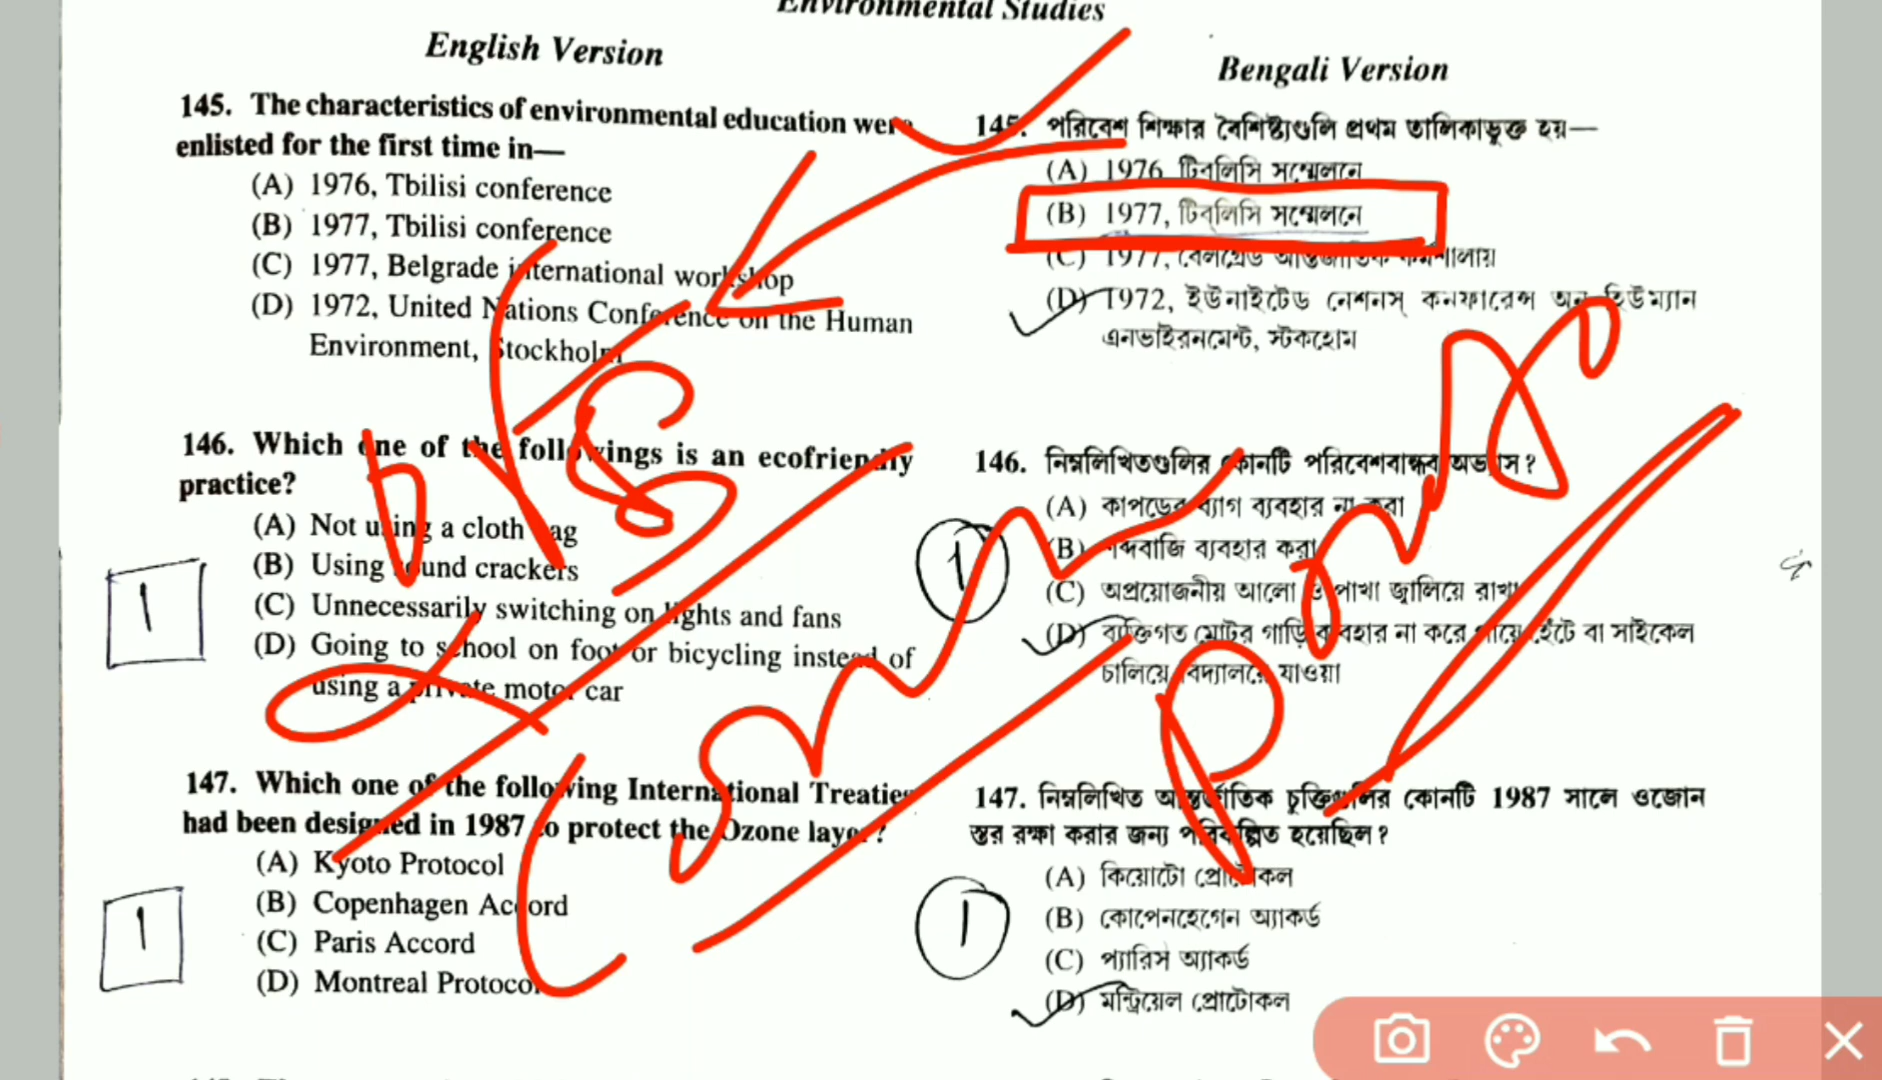 Environmental Studies
English Version
145. The characteristics of environmental education were
enlisted for the first time in—
(A) 1976, Tbilisi conference
(B) 1977, Tbilisi conference
(C) 1977, Belgrade international workshop
(D) 1972, United Nations Conference on the Human
Environment, Stockholm
146. Which one of the followings is an ecofriendly
practice?
(A) Not using a cloth bag
(B) Using sound crackers
(C) Unnecessarily switching on lights and fans
(D) Going to school on foot or bicycling instead of
using a private motor car
1
147. Which one of the following International Treaties
had been designed in 1987 to protect the Ozone layer?
(A) Kyoto Protocol
(B) Copenhagen Accord
(C) Paris Accord
(D) Montreal Protocol
1
Bengali Version
145. পরিবেশ শিক্ষার বৈশিষ্ট্যগুলি প্রথম তালিকাভুক্ত হয়—
(A) 1976, টিবলিসি সম্মেলনে
(B) 1977, টিবলিসি সম্মেলনে
(C) 1977, বেলগ্রেড আন্তর্জাতিক কর্মশালায়
(D) 1972, ইউনাইটেড নেশনস্ কনফারেন্স অন হিউম্যান
এনভাইরনমেন্ট, স্টকহোম
146. নিম্নলিখিতগুলির কোনটি পরিবেশবান্ধব অভ্যাস?
(A) কাপড়ের ব্যাগ ব্যবহার না করা
(B) শব্দবাজি ব্যবহার করা
(C) অপ্রয়োজনীয় আলো ও পাখা জ্বালিয়ে রাখা
(D) ব্যক্তিগত মোটর গাড়ি ব্যবহার না করে পায়ে হেঁটে বা সাইকেল
চালিয়ে বিদ্যালয়ে যাওয়া
1
147. নিম্নলিখিত আন্তর্জাতিক চুক্তিগুলির কোনটি 1987 সালে ওজোন
স্তর রক্ষা করার জন্য পরিকল্পিত হয়েছিল?
(A) কিয়োটো প্রোটোকল
(B) কোপেনহেগেন অ্যাকর্ড
(C) প্যারিস অ্যাকর্ড
(D) মন্ট্রিয়েল প্রোটোকল
1